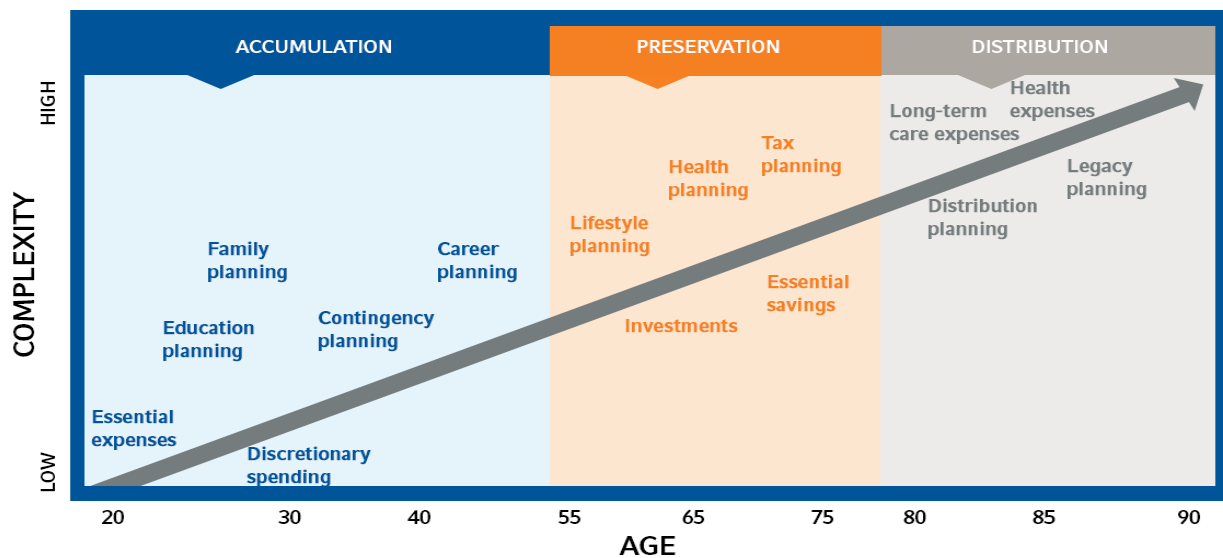 ACCUMULATION
PRESERVATION
DISTRIBUTION
HIGH
COMPLEXITY
LOW
Essential
expenses
Education
planning
Family
planning
Discretionary
spending
Contingency
planning
Career
planning
Lifestyle
planning
Investments
Health
planning
Tax
planning
Essential
savings
Long-term
care expenses
Health
expenses
Distribution
planning
Legacy
planning
20
30
40
55
65
75
80
85
90
AGE